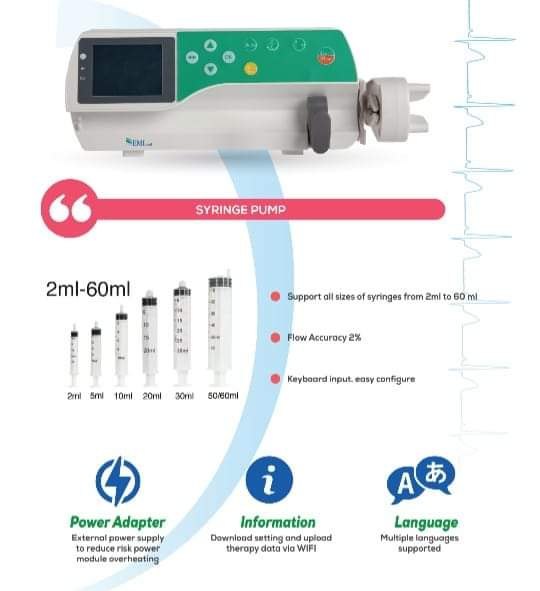 EMI
SYRINGE PUMP
2ml-60ml
2ml 5ml 10ml 20ml 30ml 50/60ml
Support all sizes of syringes from 2ml to 60 ml
Flow Accuracy 2%
Keyboard input, easy configure
i
A あ
Power Adapter
External power supply
to reduce risk power
module overheating
Information
Download setting and upload
therapy data via WIFI
Language
Multiple languages
supported